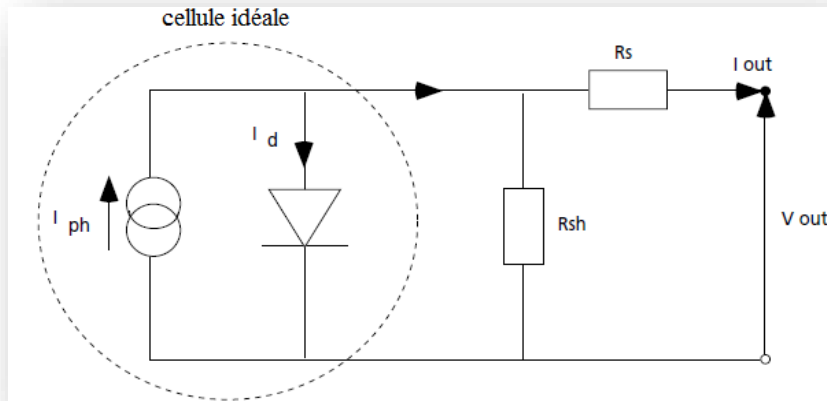 cellule idéale
Rs
I out
I d
I ph
Rsh
V out